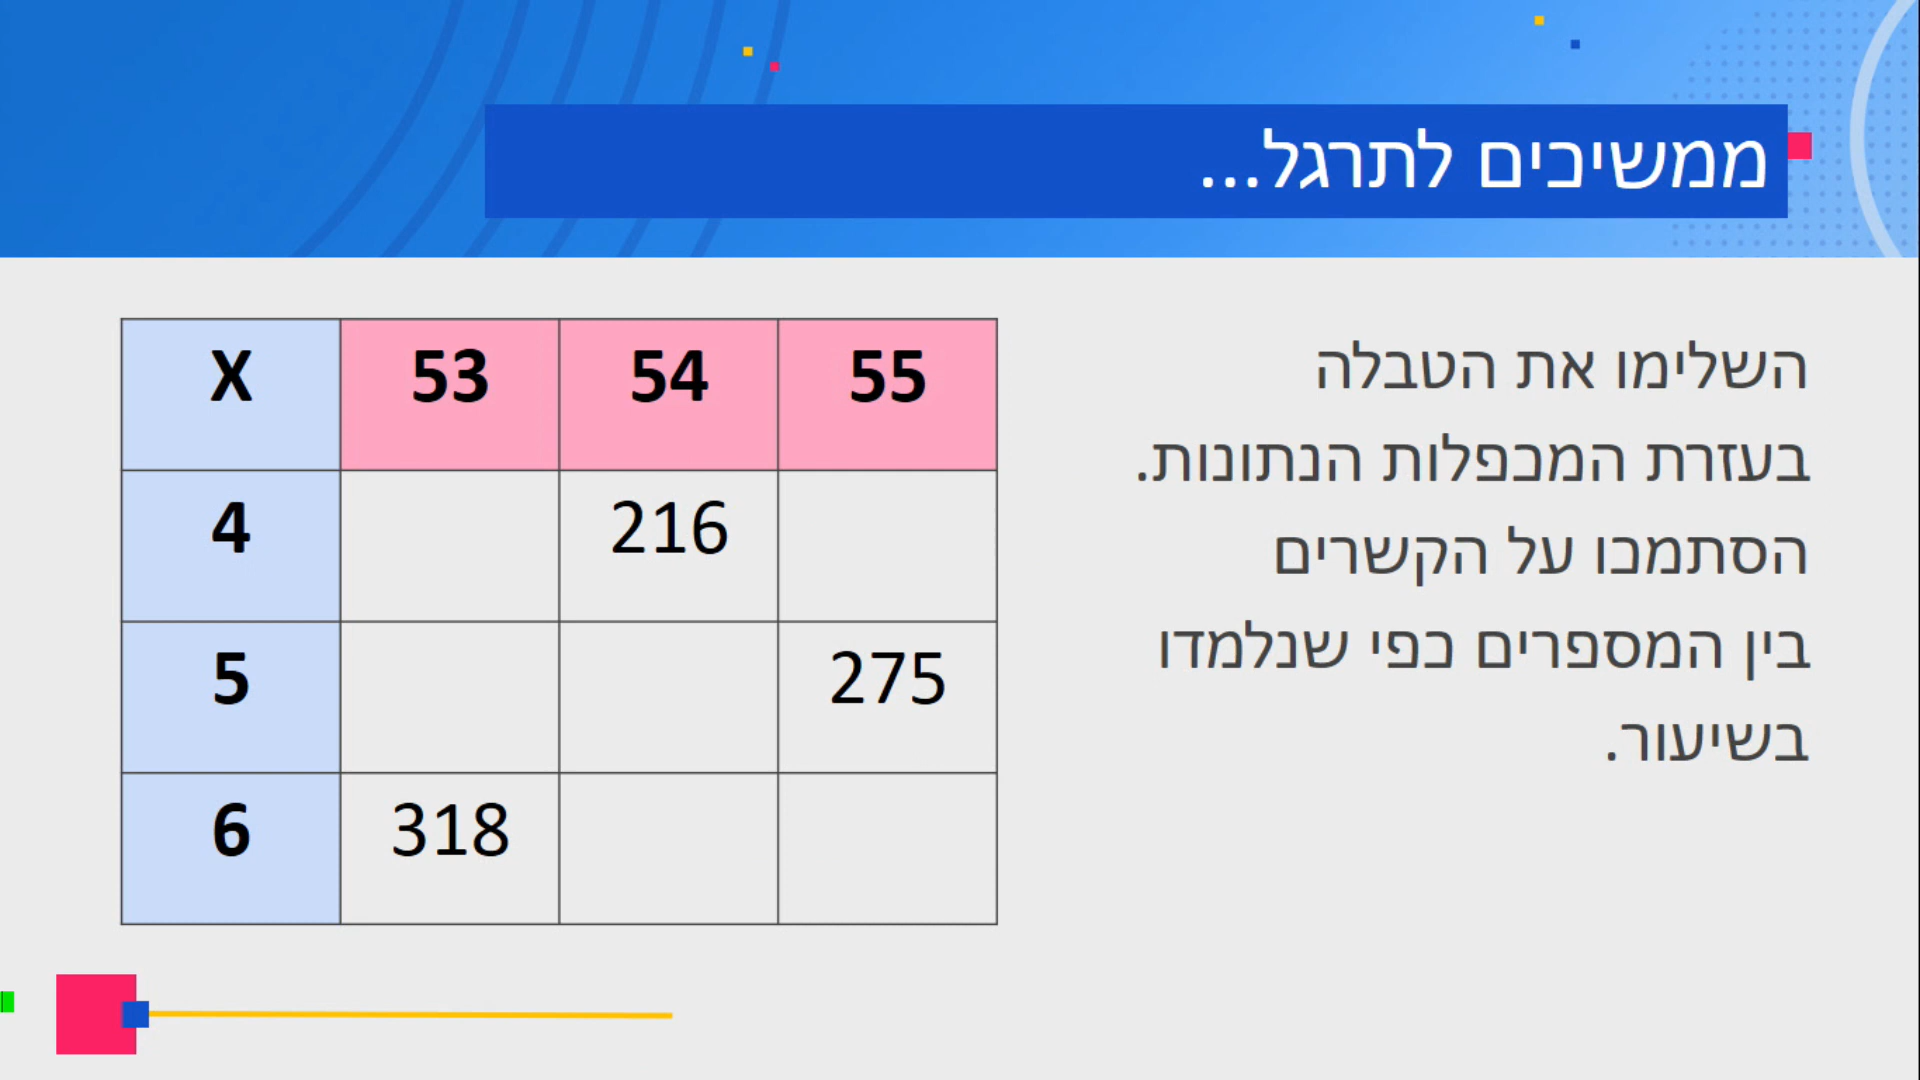 ממשיכים לתרגל...
השלימו את הטבלה
בעזרת המכפלות הנתונות.
הסתמכו על הקשרים
בין המספרים כפי שנלמדו
בשיעור.
X 53 54 55
4 216
5 275
6 318